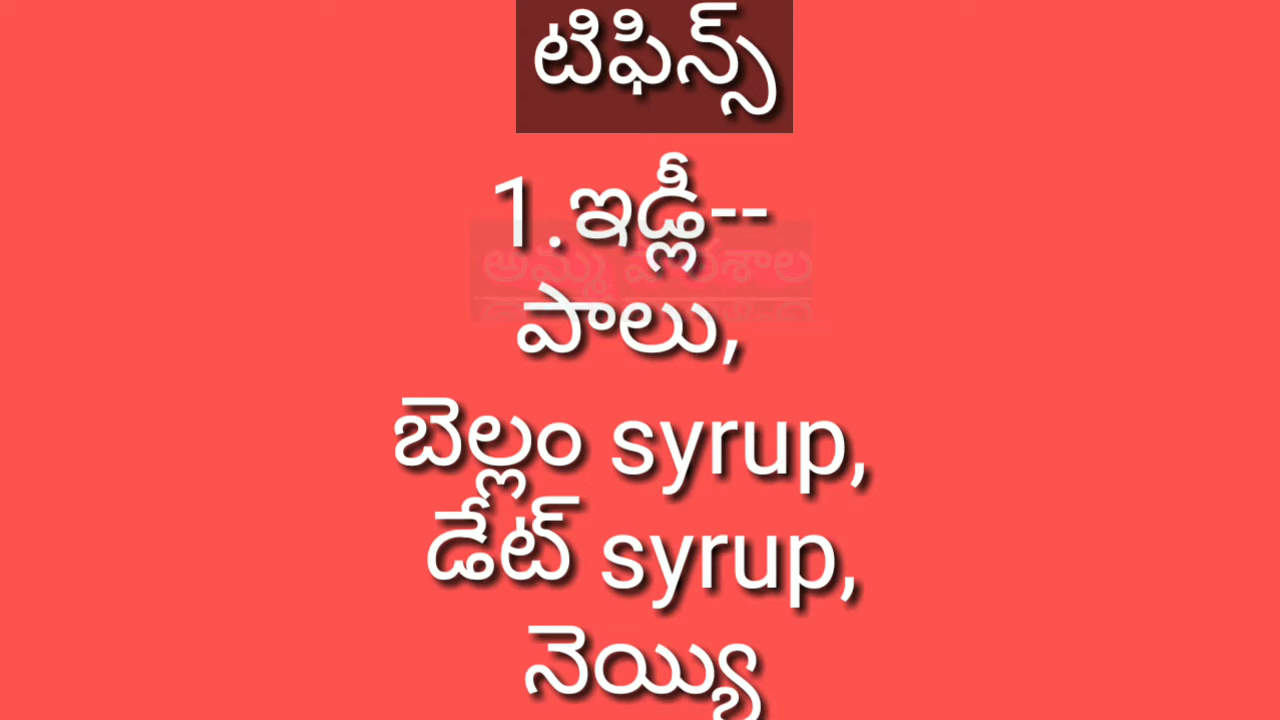 టిఫిన్స్
1.ఇడ్లీ--
పాలు,
బెల్లం syrup,
డేట్ syrup,
నెయ్యి